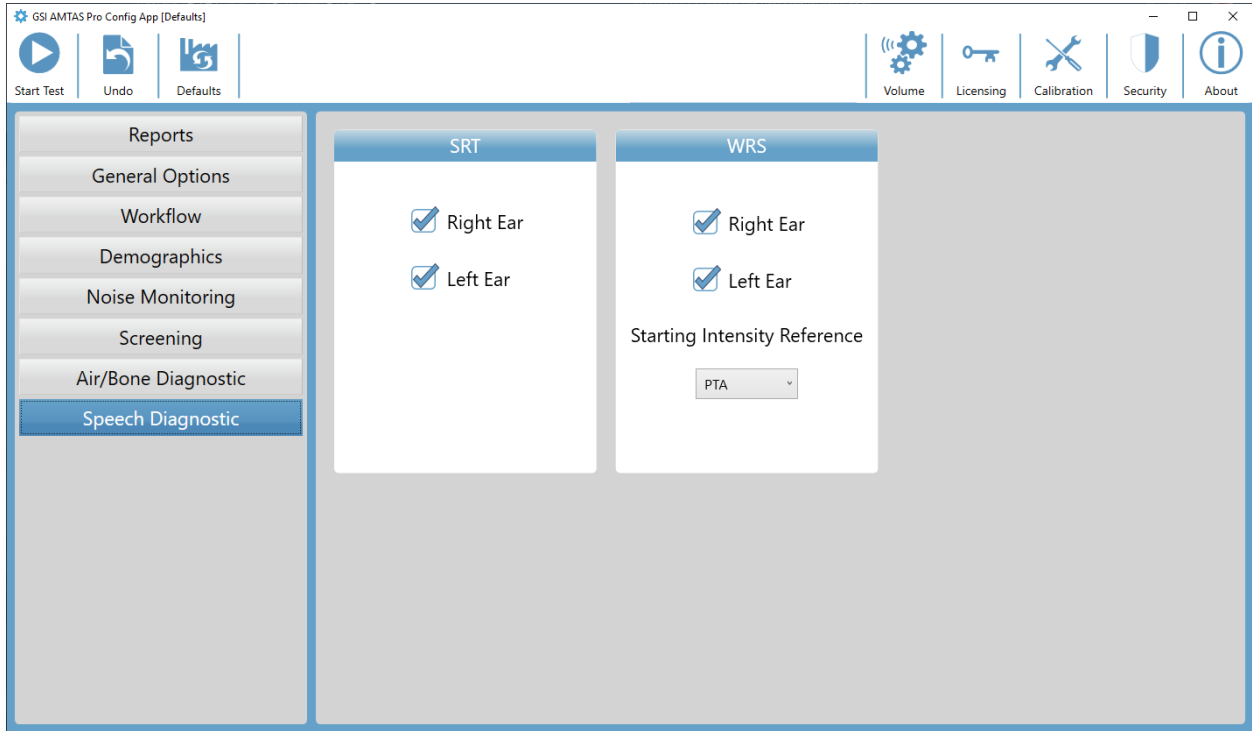 GSI AMTAS Pro Config App [Defaults]
Start Test
Undo
Defaults
Volume
Licensing
Calibration
Security
About
Reports
General Options
Workflow
Demographics
Noise Monitoring
Screening
Air/Bone Diagnostic
Speech Diagnostic
SRT
Right Ear
Left Ear
WRS
Right Ear
Left Ear
Starting Intensity Reference
PTA